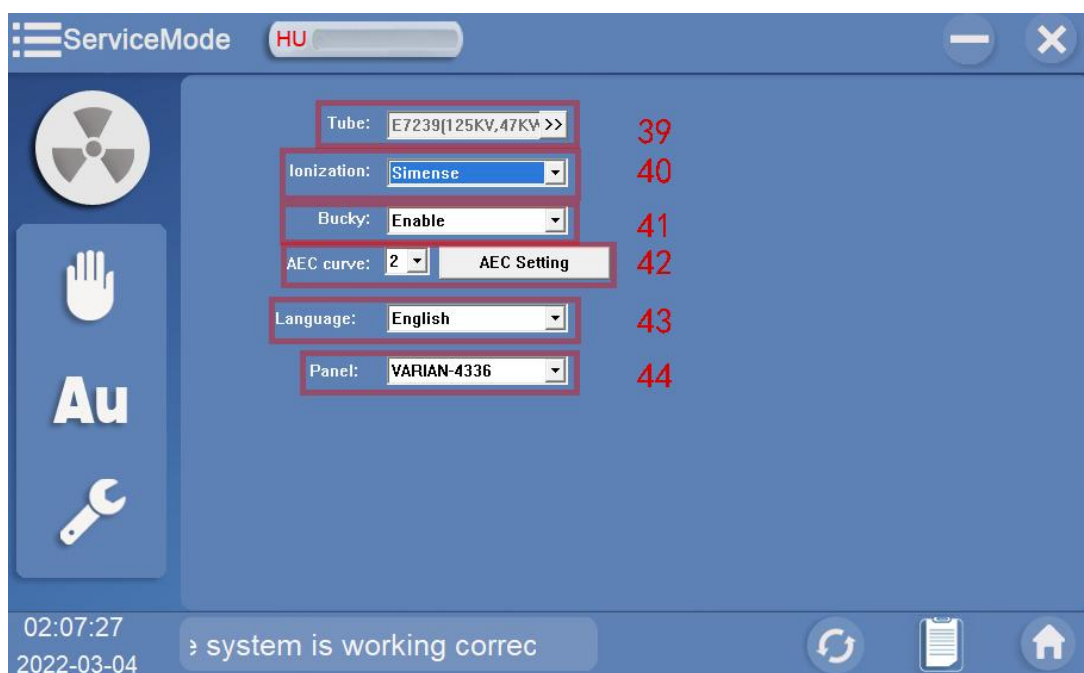 ServiceMode HU
Tube: E7239(125KV,47KW >> 39
Ionization: Simense 40
Bucky: Enable 41
AEC curve: 2 AEC Setting 42
Language: English 43
Panel: VARIAN-4336 44
Au
02:07:27
2022-03-04
system is working correc